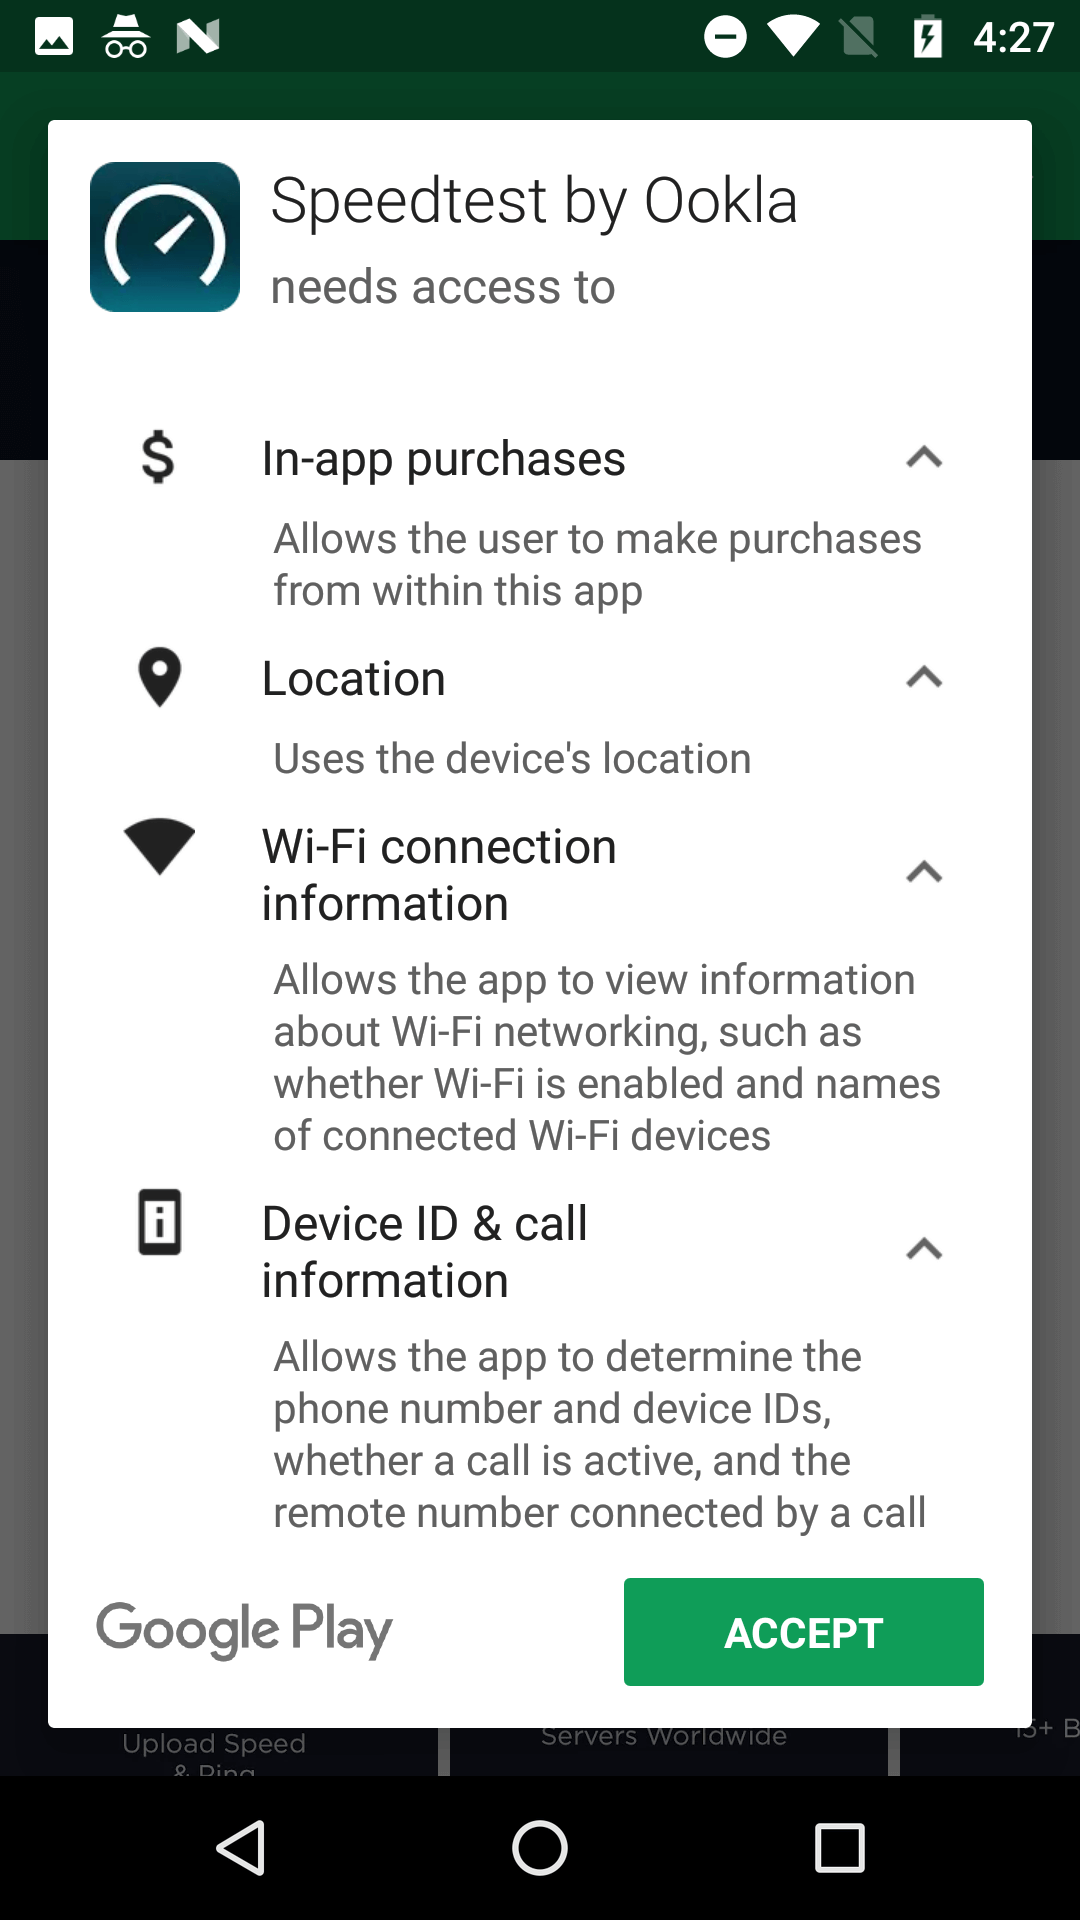 4:27
Speedtest by Ookla
needs access to
In-app purchases
Allows the user to make purchases
from within this app
Location
Uses the device's location
Wi-Fi connection
information
Allows the app to view information
about Wi-Fi networking, such as
whether Wi-Fi is enabled and names
of connected Wi-Fi devices
Device ID & call
information
Allows the app to determine the
phone number and device IDs,
whether a call is active, and the
remote number connected by a call
Google Play
ACCEPT
Upload Speed
& Ping
Servers Worldwide
15+ B